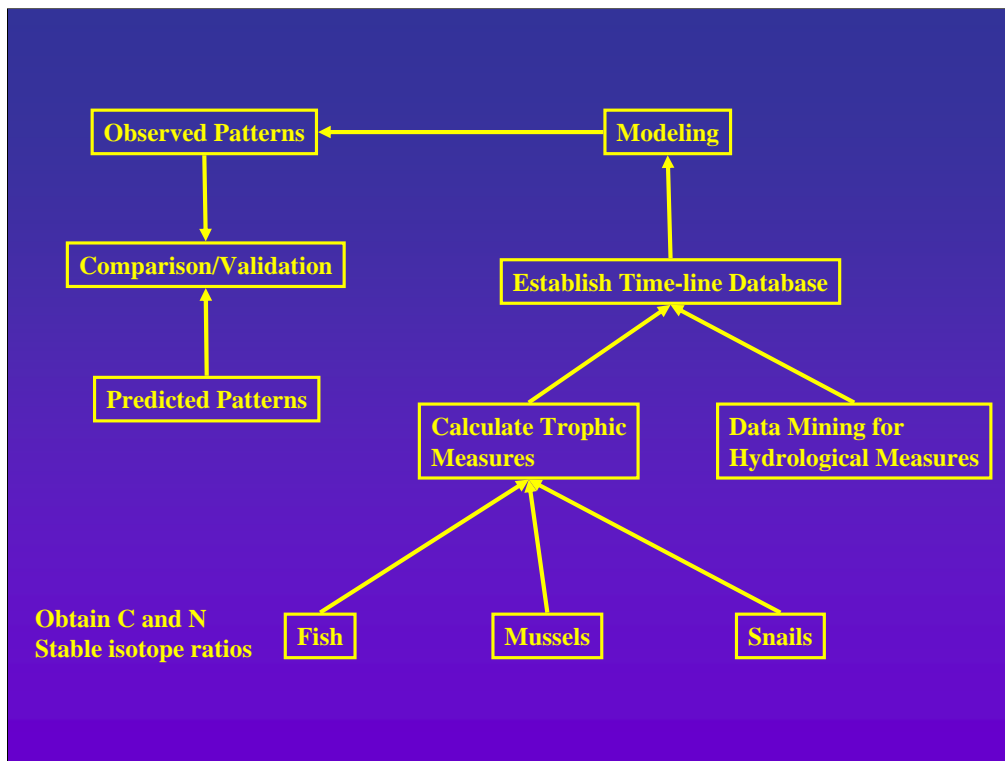 Observed Patterns
Modeling
Comparison/Validation
Establish Time-line Database
Predicted Patterns
Calculate Trophic
Measures
Data Mining for
Hydrological Measures
Obtain C and N
Stable isotope ratios
Fish
Mussels
Snails